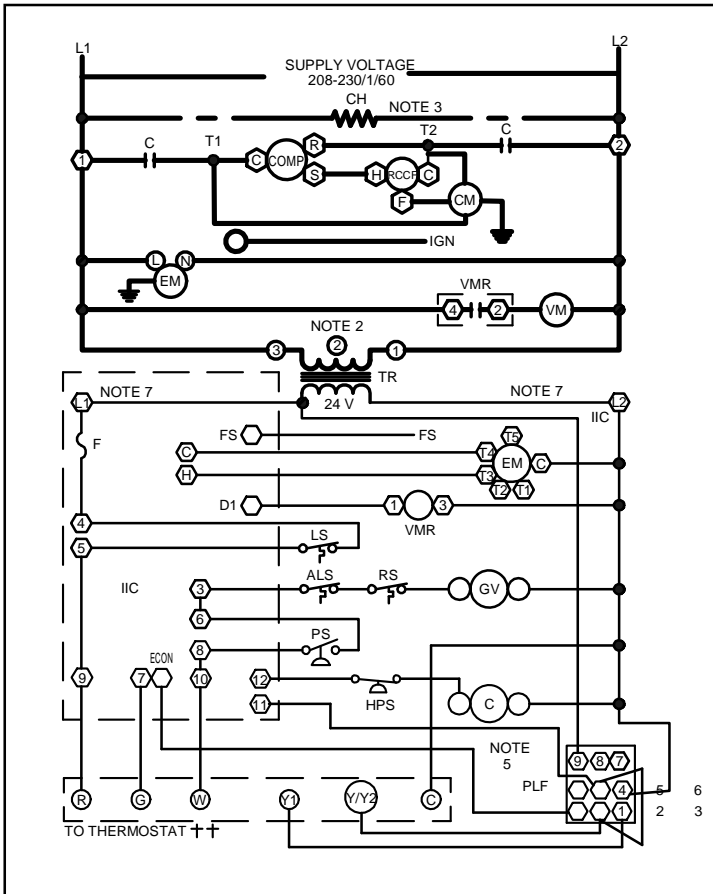 L1 L2
SUPPLY VOLTAGE
208-230/1/60
CH NOTE 3
C T1 T2 C
1 C COMP R 2
S H RCCF C
F CM
IGN
L N
EM VMR
4 2 VM
NOTE 2
3 2 1
TR
L1 NOTE 7 24 V NOTE 7 L2
IIC
F FS FS
T5
C T4 EM C
H T3
T2 T1
D1 1 3
VMR
4
5 LS
IIC 3 ALS RS GV
6
8 PS
ECON
9 7 10 12 HPS C
11
NOTE
5
9 8 7
PLF 4 5 6
1 2 3
R G W Y1 Y/Y2 C
TO THERMOSTAT ++